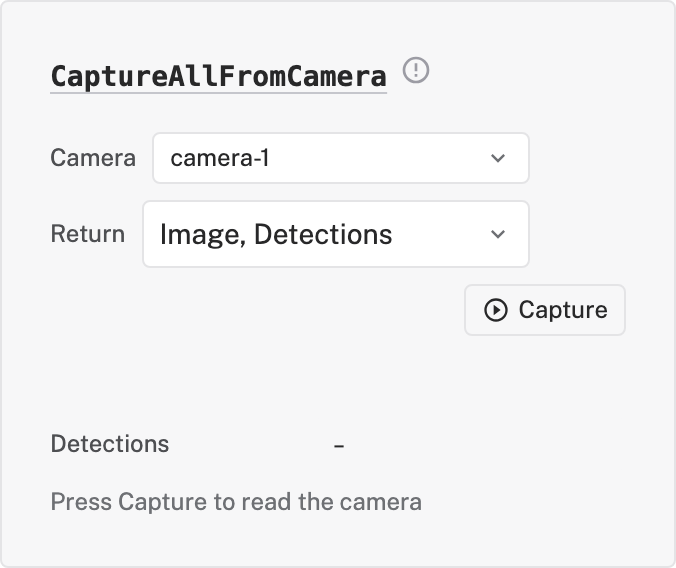 CaptureAllFromCamera
Camera camera-1
Return Image, Detections
Capture
Detections -
Press Capture to read the camera